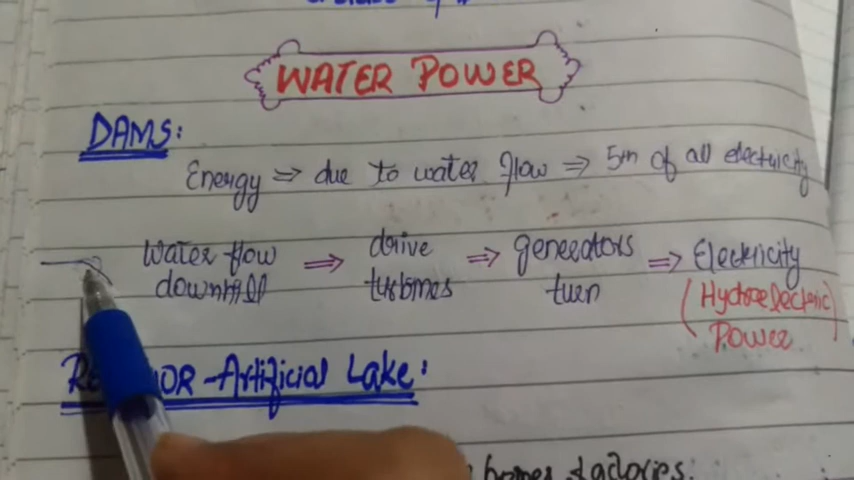 WATER POWER
DAMS:
Energy ⇒ due to water flow ⇒ 5th of all electricity
Water flow downhill ⇒ drive turbines ⇒ generators turn ⇒ Electricity
(Hydroelectric Power)
-Artificial Lake:
homes & factories.